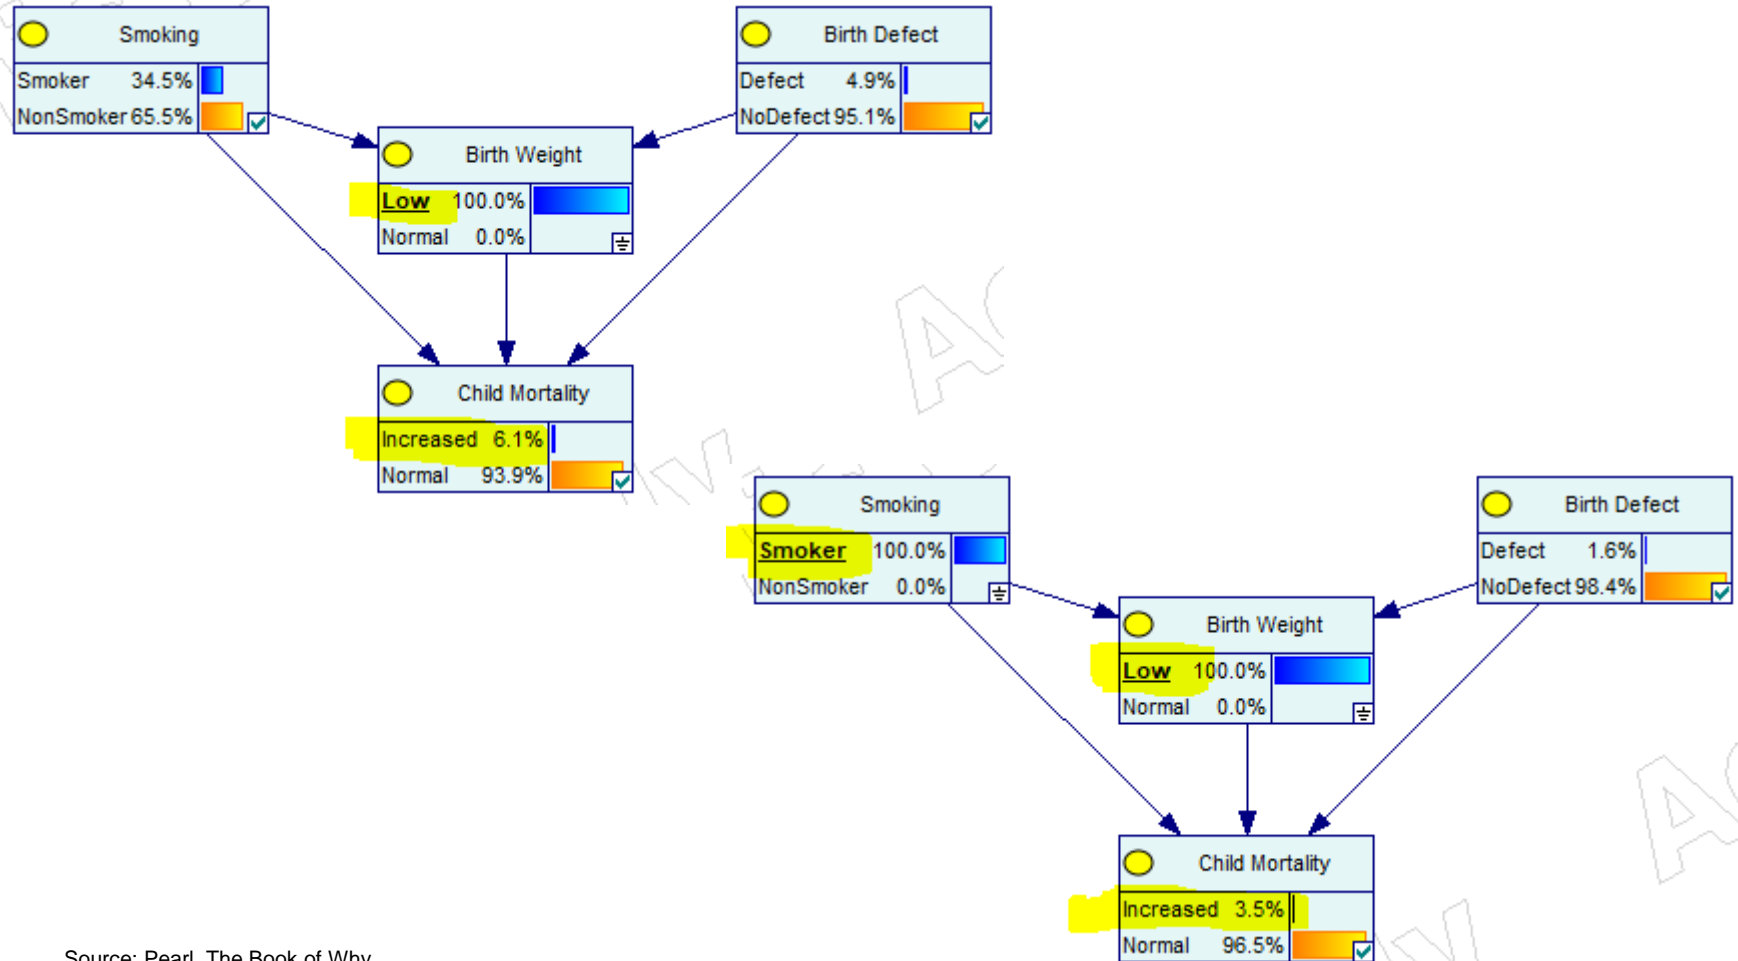 Smoking
Smoker 34.5%
NonSmoker 65.5%
Birth Defect
Defect 4.9%
NoDefect 95.1%
Birth Weight
Low 100.0%
Normal 0.0%
Child Mortality
Increased 6.1%
Normal 93.9%
Smoking
Smoker 100.0%
NonSmoker 0.0%
Birth Defect
Defect 1.6%
NoDefect 98.4%
Birth Weight
Low 100.0%
Normal 0.0%
Child Mortality
Increased 3.5%
Normal 96.5%
Source: Pearl, The Book of Why